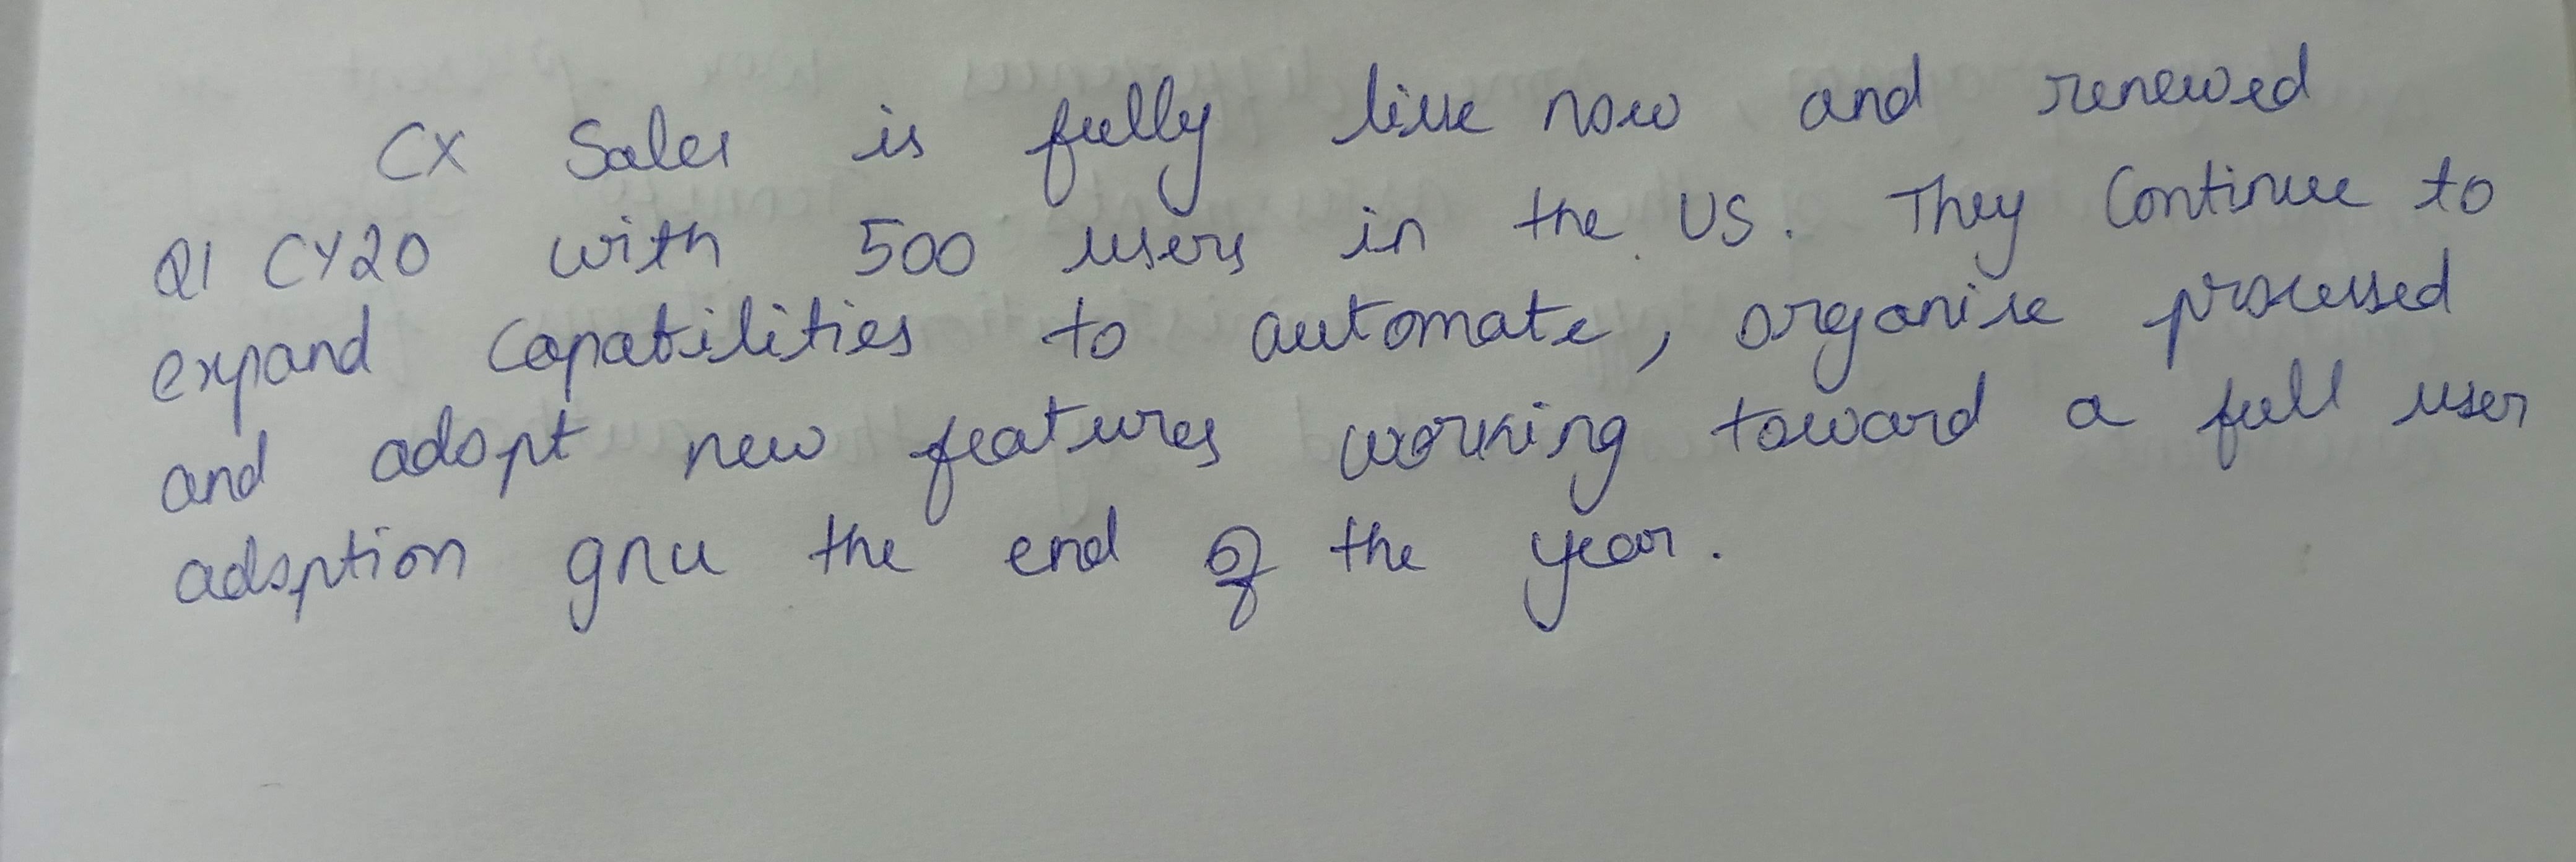 CX Sales is fully live now and renewed
Q1 CY20 with 500 users in the US. They Continue to
expand Capabilities to automate, organise processed
and adopt new features working toward a full user
adoption gnu the end of the year.